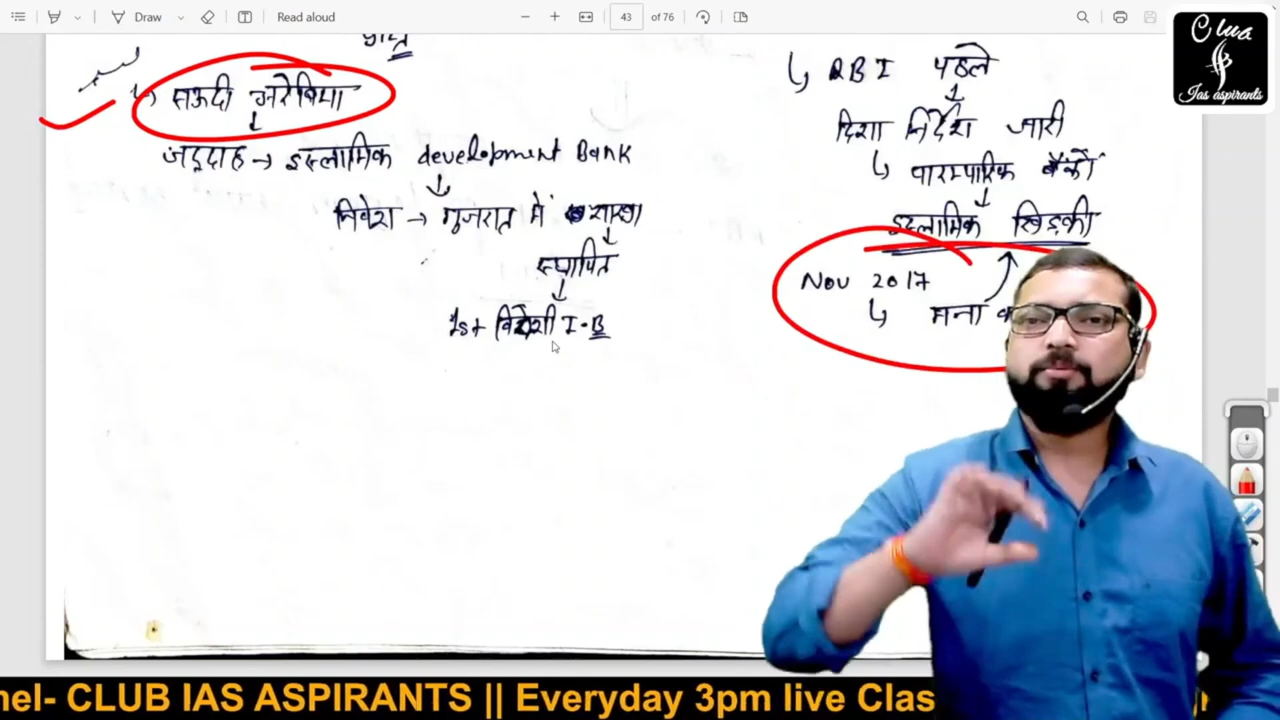 Draw
Read aloud
43 of 76
Club
Ias aspirants
सऊदी अरेबिया
↓
जद्दाह → इस्लामिक development Bank
↓
निवेश → गुजरात में शाखा
↓
स्थापित
↓
1st विदेशी I-B
↳ RBI पहले
↓
दिशा निर्देश जारी
↳ पारम्पारिक बैंकों
↓
इस्लामिक खिड़की
Nov 2017
↳ मना
nel- CLUB IAS ASPIRANTS || Everyday 3pm live Clas